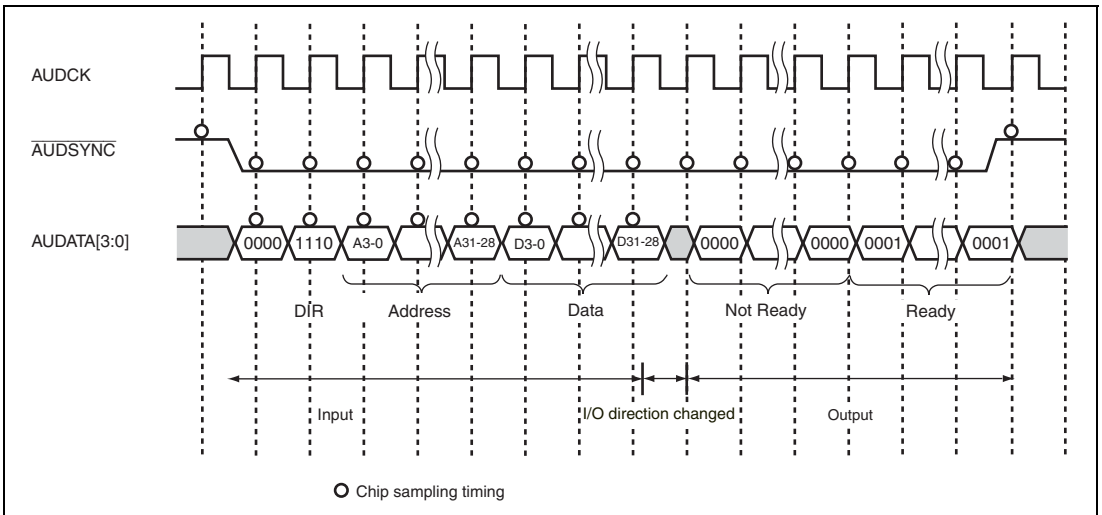 AUDCK
AUDSYNC
AUDATA[3:0]
0000 1110 A3-0 A31-28 D3-0 D31-28 0000 0000 0001 0001
DIR Address Data Not Ready Ready
Input I/O direction changed Output
Chip sampling timing